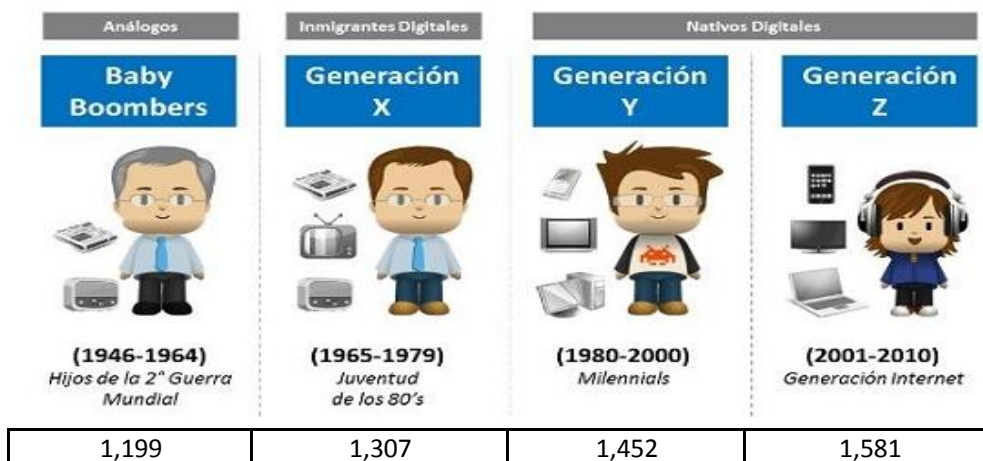 Análogos
Inmigrantes Digitales
Nativos Digitales
Baby
Boombers
Generación
X
Generación
Y
Generación
Z
(1946-1964)
Hijos de la 2° Guerra
Mundial
(1965-1979)
Juventud
de los 80's
(1980-2000)
Milennials
(2001-2010)
Generación Internet
1,199
1,307
1,452
1,581